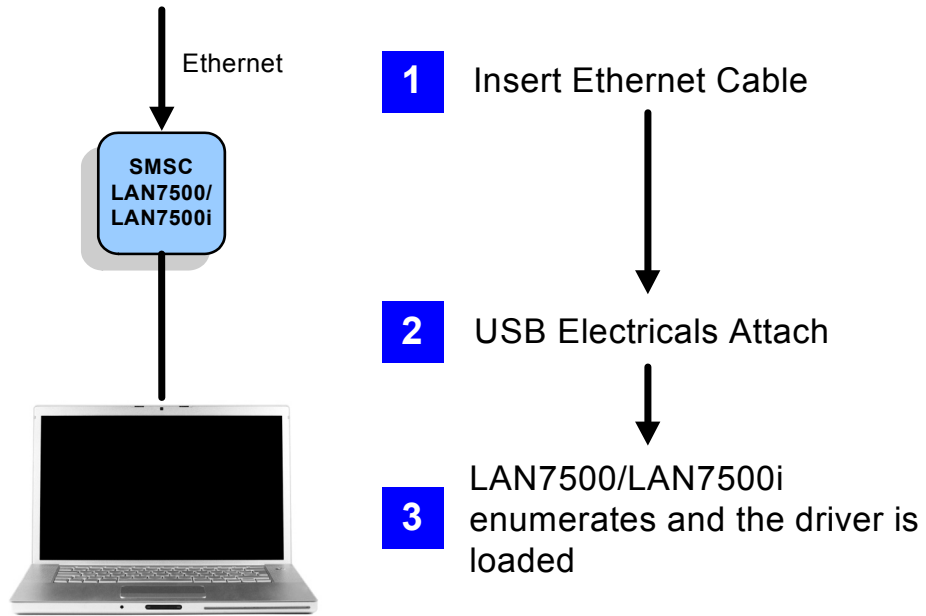 Ethernet
SMSC
LAN7500/
LAN7500i
1
Insert Ethernet Cable
2
USB Electricals Attach
3
LAN7500/LAN7500i
enumerates and the driver is
loaded